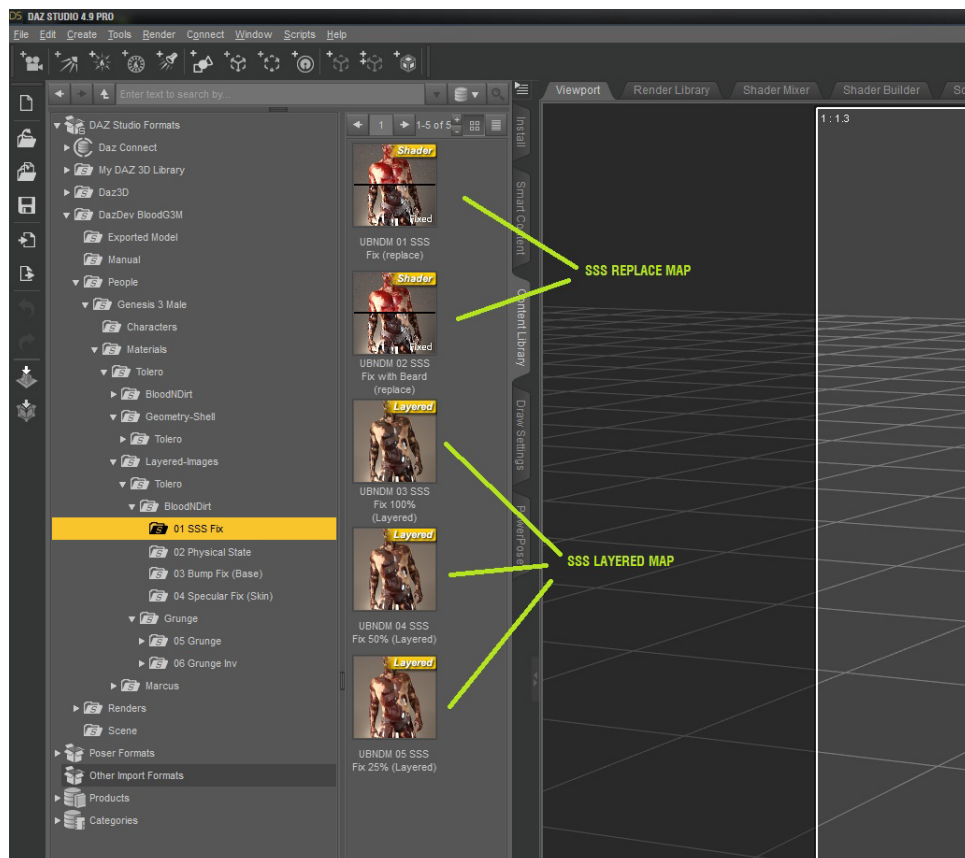 DS DAZ STUDIO 4.9 PRO
File Edit Create Tools Render Connect Window Scripts Help
Enter text to search by...
Viewport Render Library Shader Mixer Shader Builder Sc
DAZ Studio Formats
Daz Connect
My DAZ 3D Library
Daz3D
DazDev BloodG3M
Exported Model
Manual
People
Genesis 3 Male
Characters
Materials
Tolero
BloodNDirt
Geometry-Shell
Tolero
Layered-Images
Tolero
BloodNDirt
01 SSS Fix
02 Physical State
03 Bump Fix (Base)
04 Specular Fix (Skin)
Grunge
05 Grunge
06 Grunge Inv
Marcus
Renders
Scene
Poser Formats
Other Import Formats
Products
Categories
1 1-5 of 5
Shader
Fixed
UBNDM 01 SSS
Fix (replace)
Shader
Fixed
UBNDM 02 SSS
Fix with Beard
(replace)
Layered
UBNDM 03 SSS
Fix 100%
(Layered)
Layered
UBNDM 04 SSS
Fix 50% (Layered)
Layered
UBNDM 05 SSS
Fix 25% (Layered)
Install
Smart Content
Content Library
Draw Settings
PowerPose
1 : 1.3
SSS REPLACE MAP
SSS LAYERED MAP